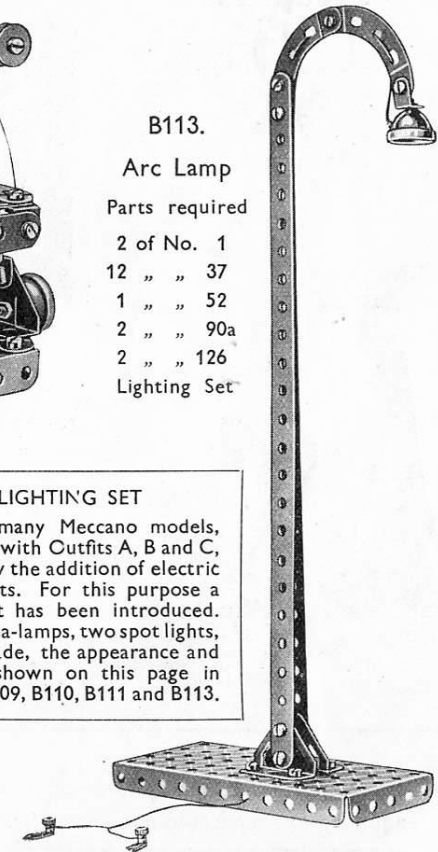 B113.
Arc Lamp
Parts required
2 of No. 1
12 „ „ 37
1 „ „ 52
2 „ „ 90a
2 „ „ 126
Lighting Set
LIGHTING SET
many Meccano models,
with Outfits A, B and C,
the addition of electric
ts. For this purpose a
t has been introduced.
a-lamps, two spot lights,
ade, the appearance and
shown on this page in
09, B110, B111 and B113.